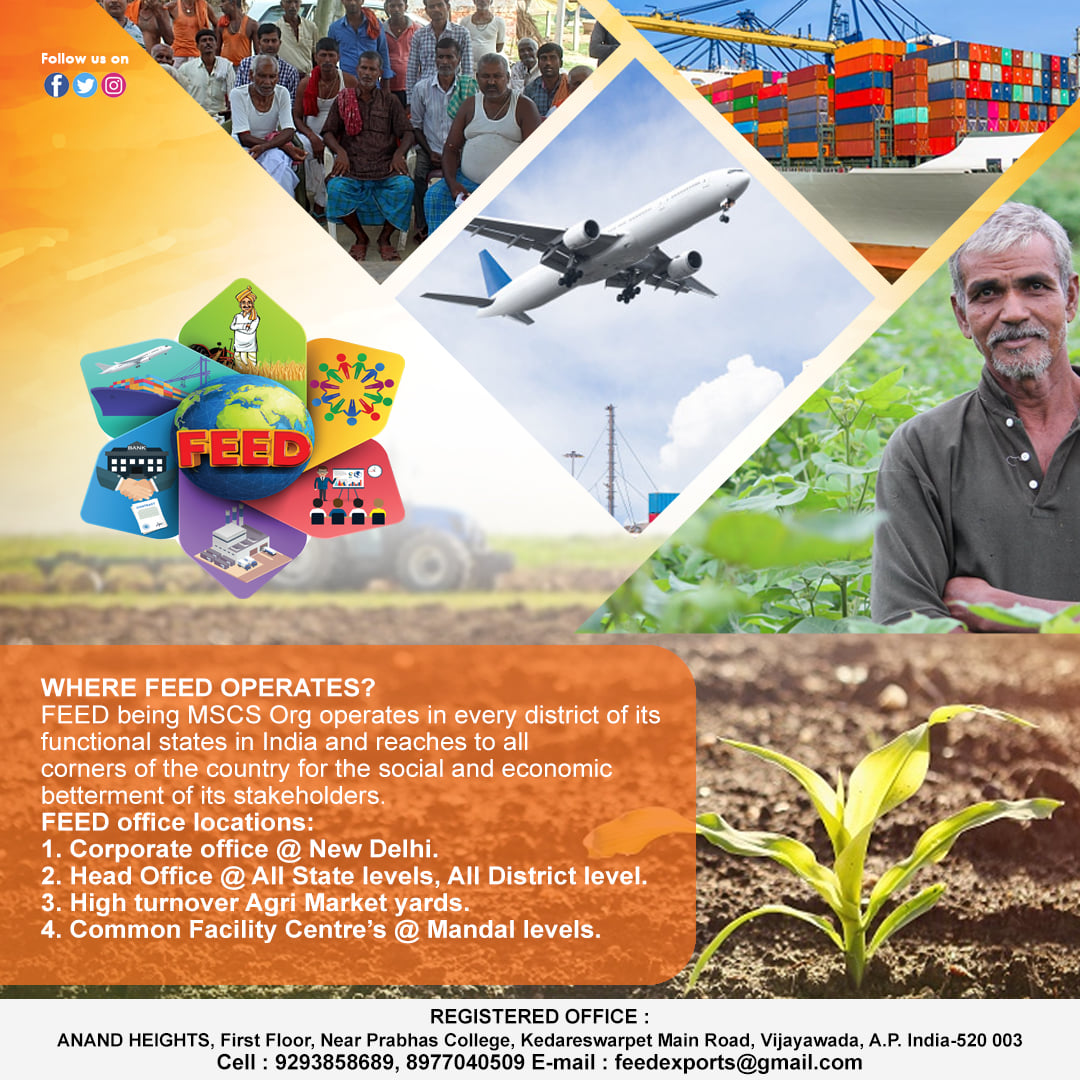 Follow us on
BANK
CONTRACT
FEED
WHERE FEED OPERATES?
FEED being MSCS Org operates in every district of its
functional states in India and reaches to all
corners of the country for the social and economic
betterment of its stakeholders.
FEED office locations:
1. Corporate office @ New Delhi.
2. Head Office @ All State levels, All District level.
3. High turnover Agri Market yards.
4. Common Facility Centre’s @ Mandal levels.
REGISTERED OFFICE :
ANAND HEIGHTS, First Floor, Near Prabhas College, Kedareswarpet Main Road, Vijayawada, A.P. India-520 003
Cell : 9293858689, 8977040509 E-mail : feedexports@gmail.com